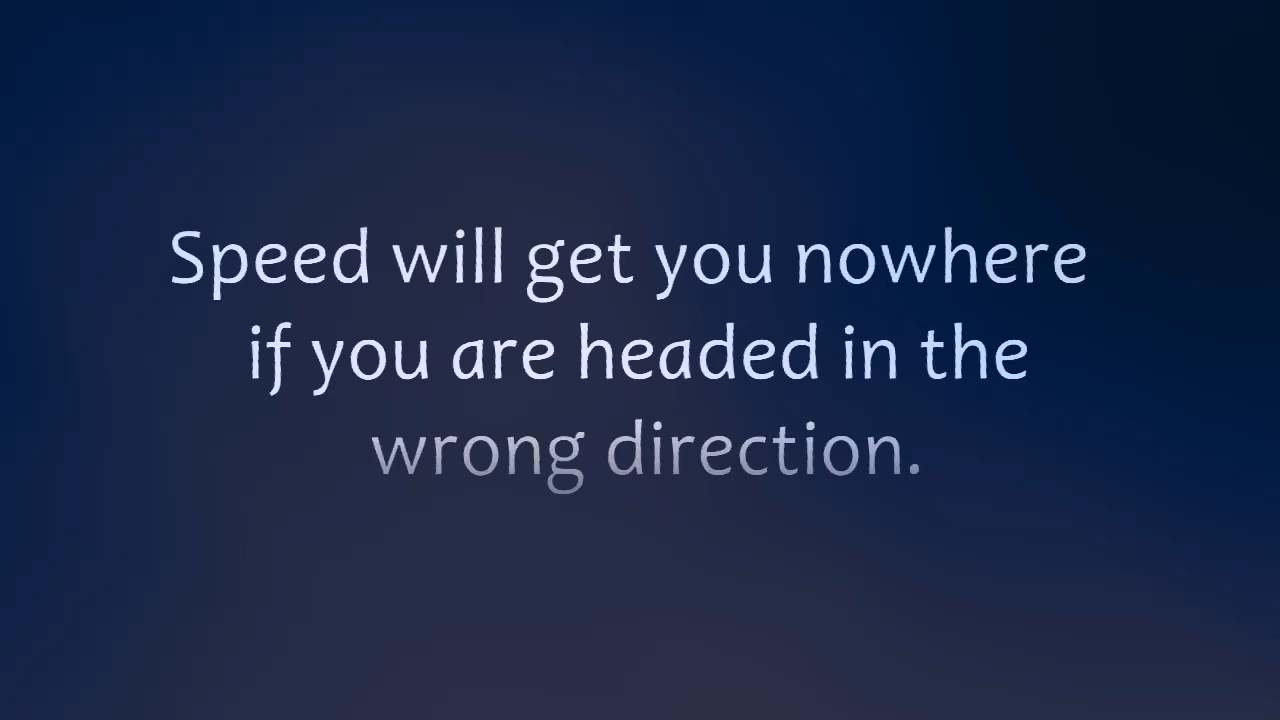 Speed will get you nowhere
if you are headed in the
wrong direction.